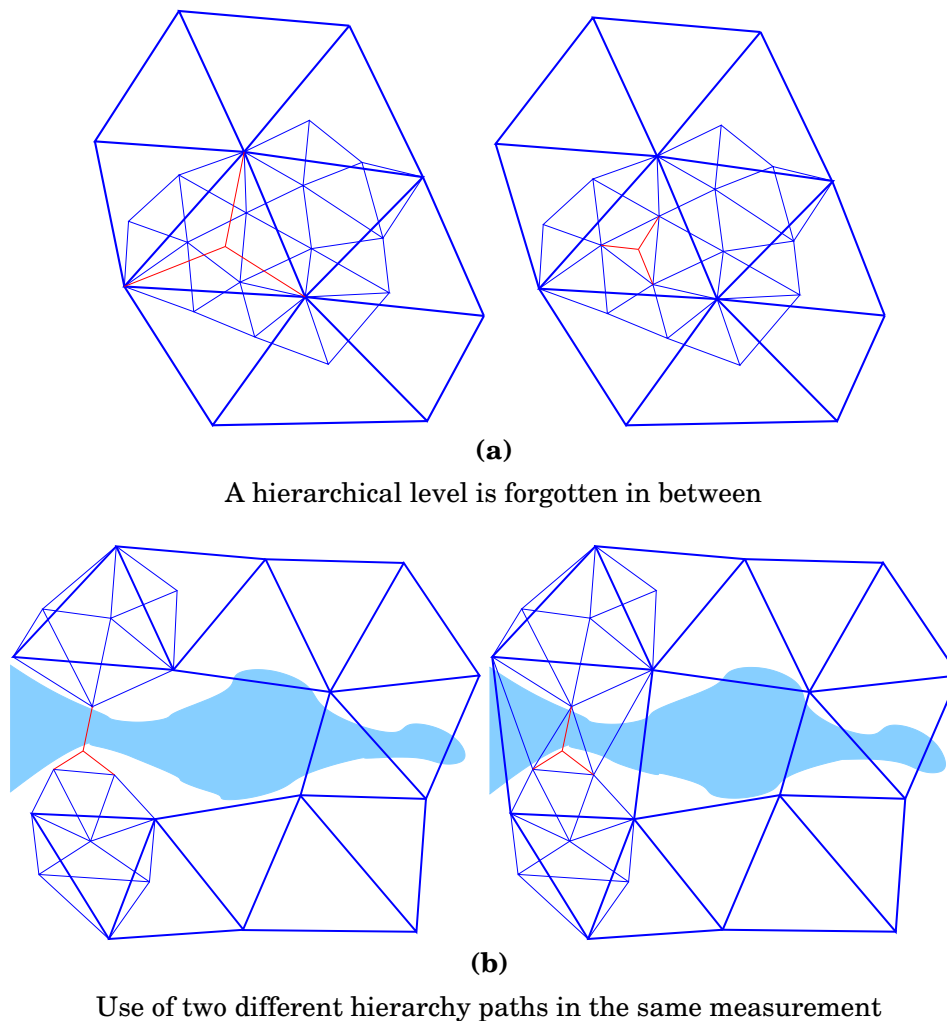 (a)
A hierarchical level is forgotten in between
(b)
Use of two different hierarchy paths in the same measurement